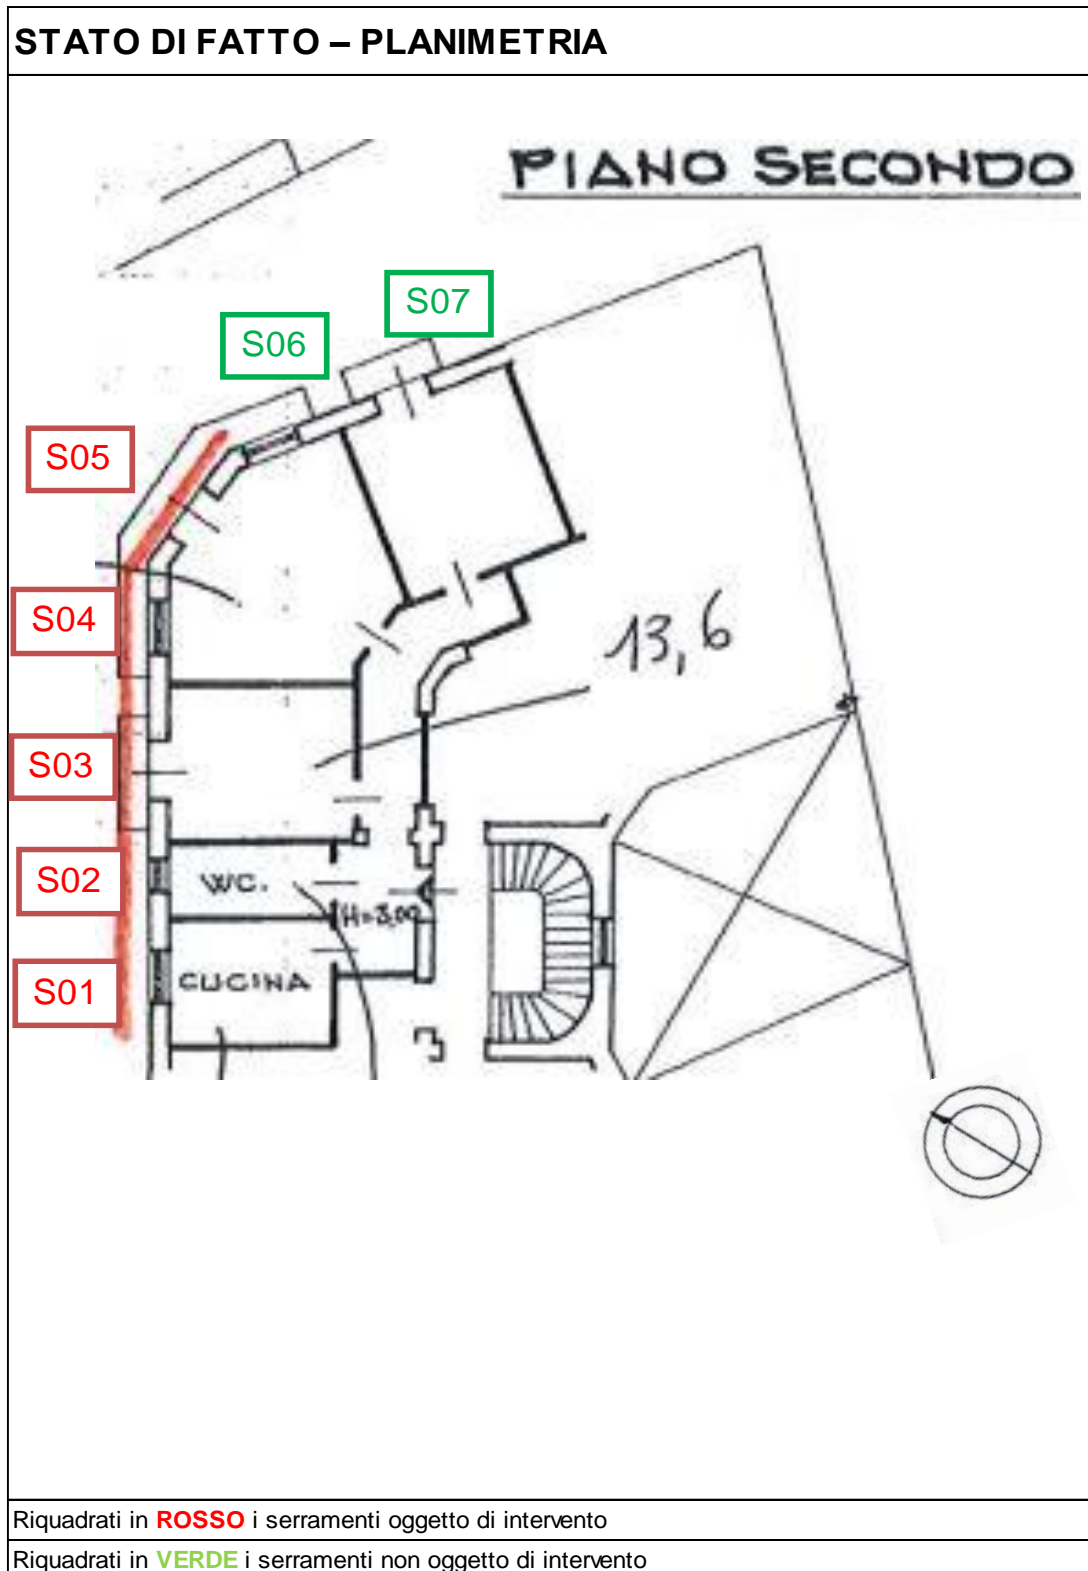 STATO DI FATTO – PLANIMETRIA
PIANO SECONDO
S07
S06
S05
S04
13,6
S03
S02
WC.
H=3,00
S01
CUCINA
Riquadrati in ROSSO i serramenti oggetto di intervento
Riquadrati in VERDE i serramenti non oggetto di intervento